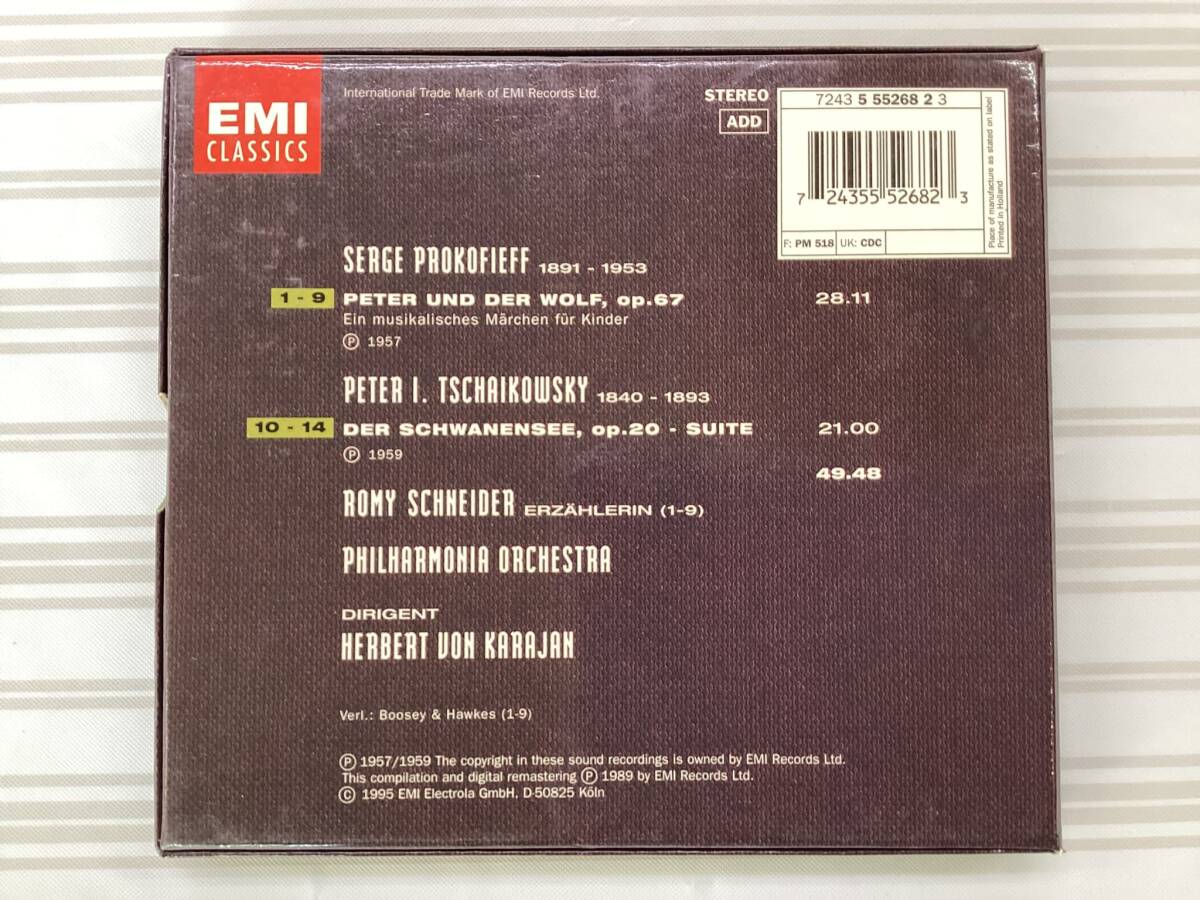 EMI
CLASSICS
International Trade Mark of EMI Records Ltd.
STEREO
ADD
7243 5 55268 2 3
7 24355 52682 3
F: PM 518 UK: CDC
Place of manufacture as stated on label
Printed in Holland
SERGE PROKOFIEFF 1891 - 1953
1 - 9 PETER UND DER WOLF, op.67 28.11
Ein musikalisches Märchen für Kinder
Ⓟ 1957
PETER I. TSCHAIKOWSKY 1840 - 1893
10 - 14 DER SCHWANENSEE, op.20 - SUITE 21.00
Ⓟ 1959
49.48
ROMY SCHNEIDER ERZÄHLERIN (1-9)
PHILHARMONIA ORCHESTRA
DIRIGENT
HERBERT VON KARAJAN
Verl.: Boosey & Hawkes (1-9)
Ⓟ 1957/1959 The copyright in these sound recordings is owned by EMI Records Ltd.
This compilation and digital remastering Ⓟ 1989 by EMI Records Ltd.
© 1995 EMI Electrola GmbH, D-50825 Köln